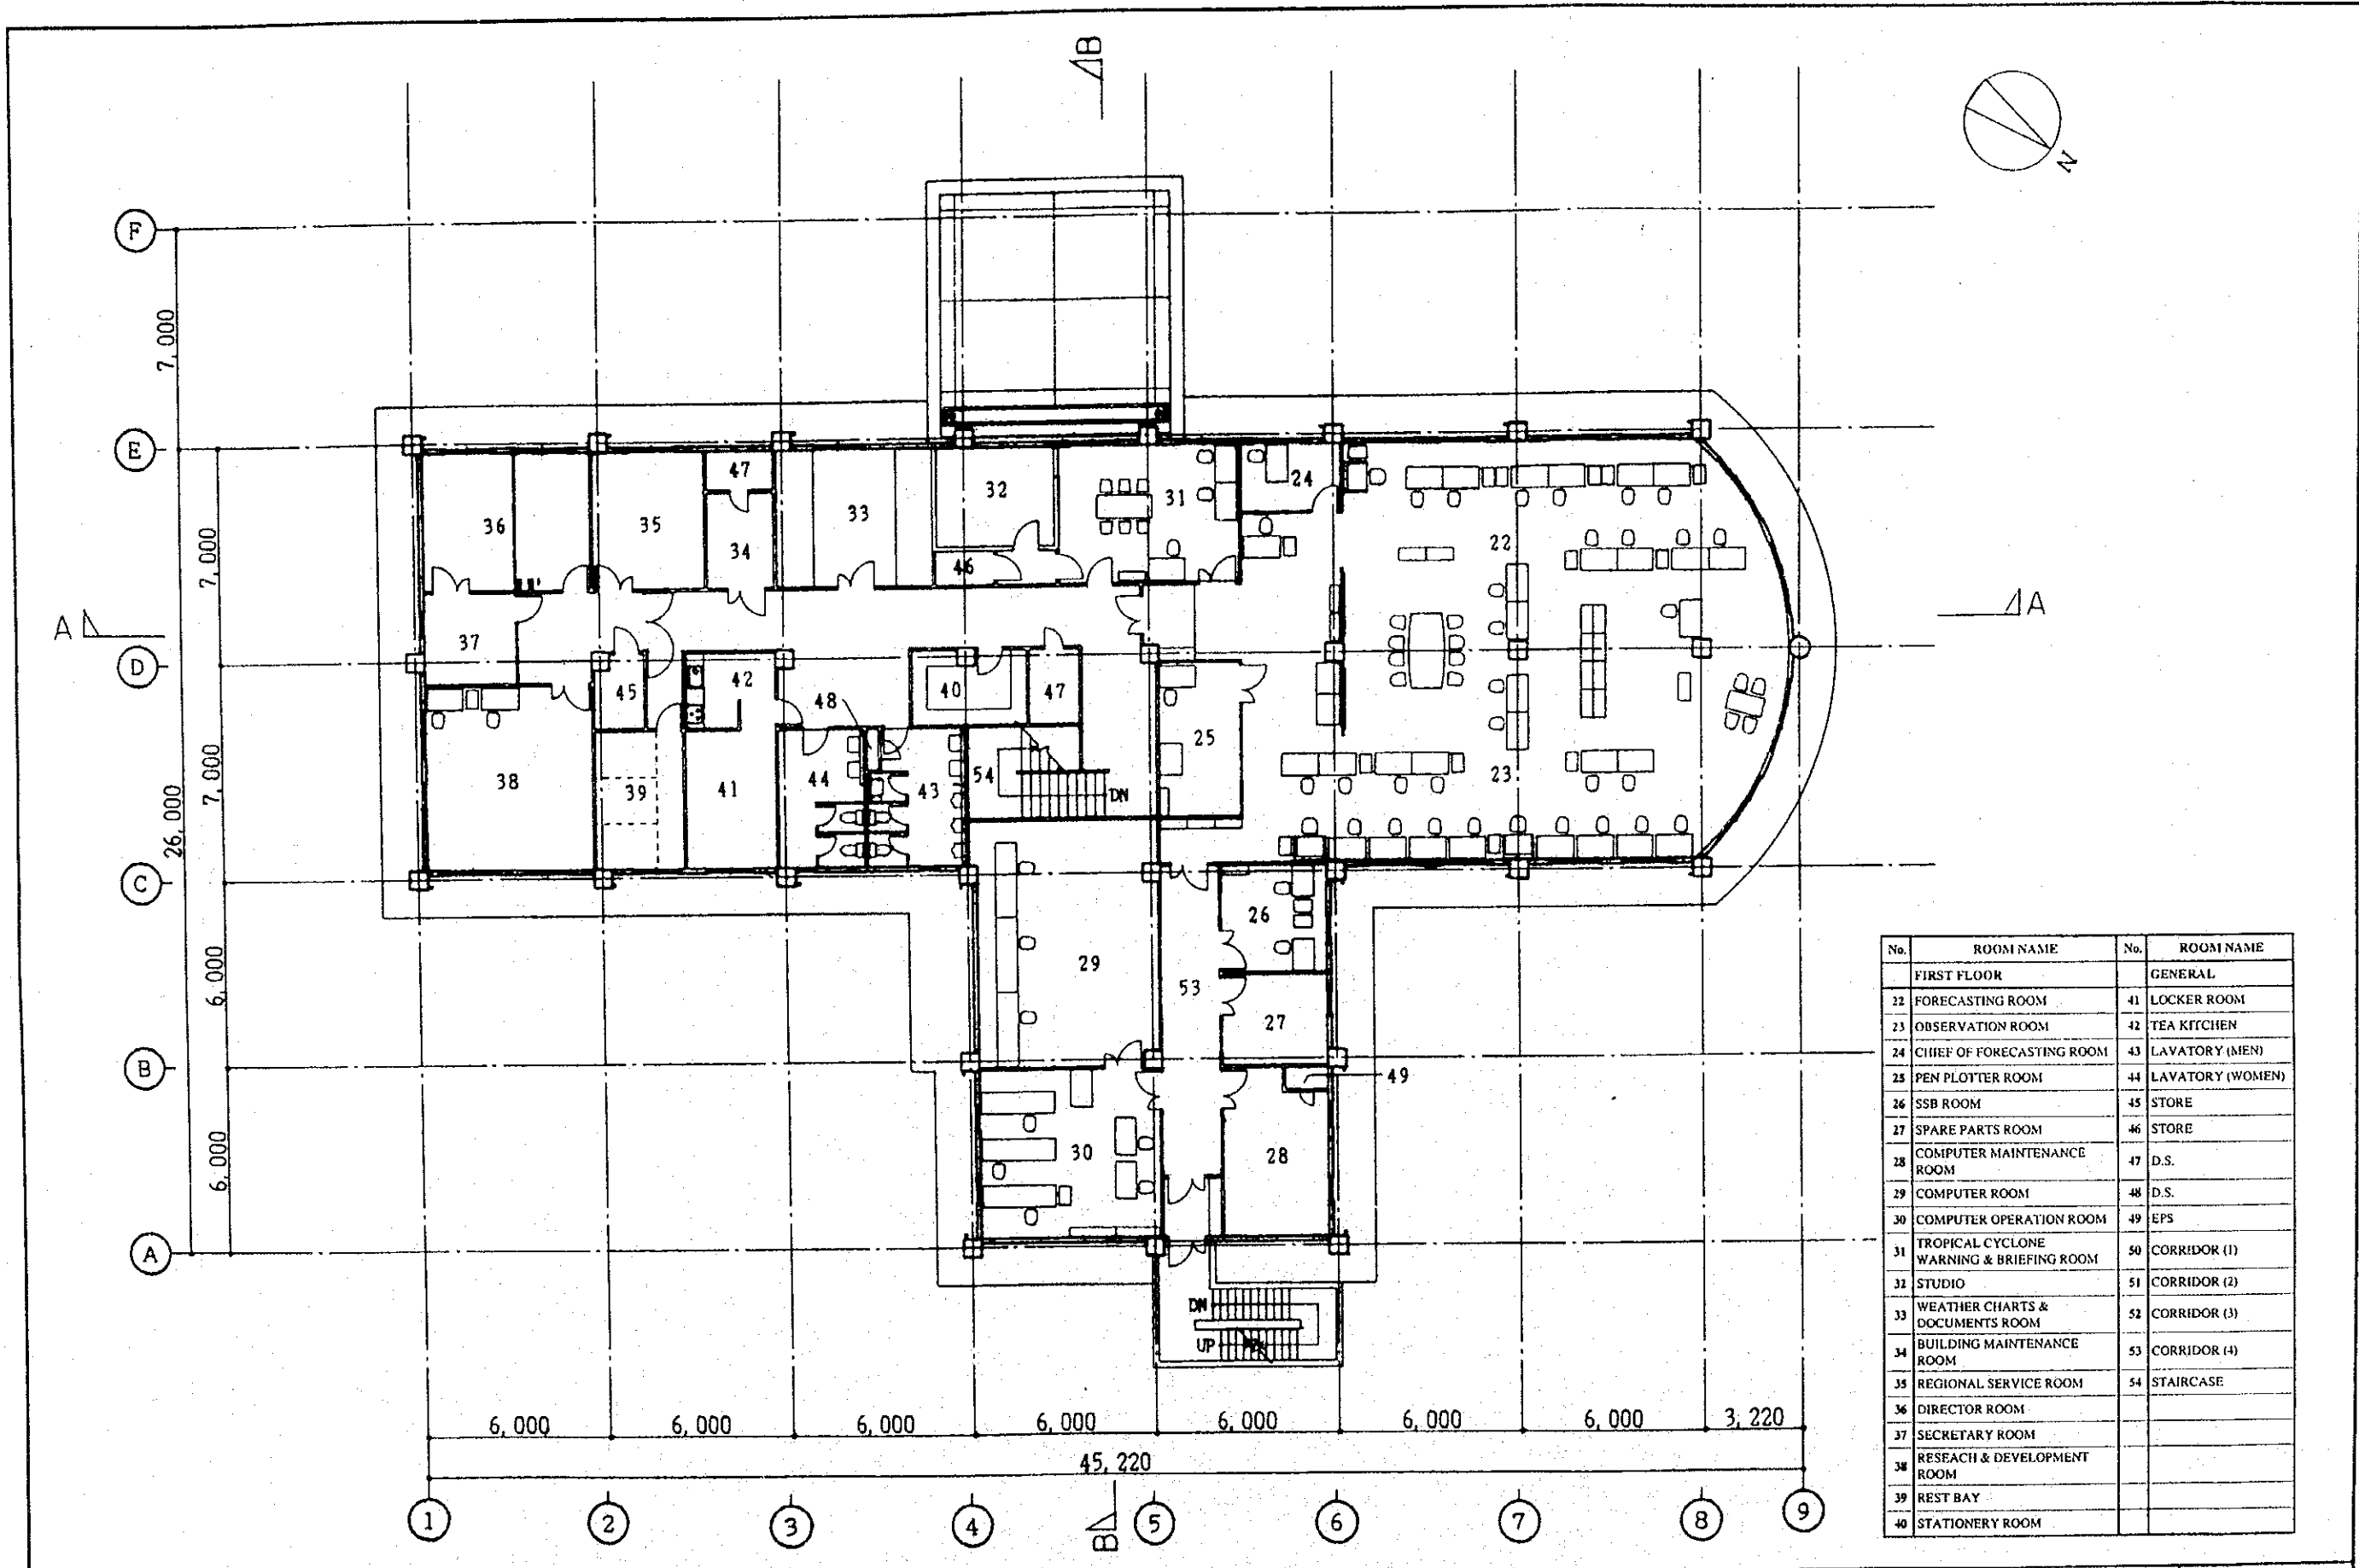 B
N
F
7,000
E
36
35
47
34
33
32
46
31
24
22
7,000
A
A
D
37
45
42
48
40
47
25
7,000
26,000
38
39
41
44
43
54
DN
23
C
26
6,000
29
53
27
B
49
30
28
6,000
A
DN
UP
6,000 6,000 6,000 6,000 6,000 6,000 6,000 3,220
45,220
B
1 2 3 4 5 6 7 8 9
No. ROOM NAME No. ROOM NAME
FIRST FLOOR GENERAL
22 FORECASTING ROOM 41 LOCKER ROOM
23 OBSERVATION ROOM 42 TEA KITCHEN
24 CHIEF OF FORECASTING ROOM 43 LAVATORY (MEN)
25 PEN PLOTTER ROOM 44 LAVATORY (WOMEN)
26 SSB ROOM 45 STORE
27 SPARE PARTS ROOM 46 STORE
28 COMPUTER MAINTENANCE
ROOM 47 D.S.
29 COMPUTER ROOM 48 D.S.
30 COMPUTER OPERATION ROOM 49 EPS
31 TROPICAL CYCLONE
WARNING & BRIEFING ROOM 50 CORRIDOR (1)
32 STUDIO 51 CORRIDOR (2)
33 WEATHER CHARTS &
DOCUMENTS ROOM 52 CORRIDOR (3)
34 BUILDING MAINTENANCE
ROOM 53 CORRIDOR (4)
35 REGIONAL SERVICE ROOM 54 STAIRCASE
36 DIRECTOR ROOM
37 SECRETARY ROOM
38 RESEACH & DEVELOPMENT
ROOM
39 REST BAY
40 STATIONERY ROOM